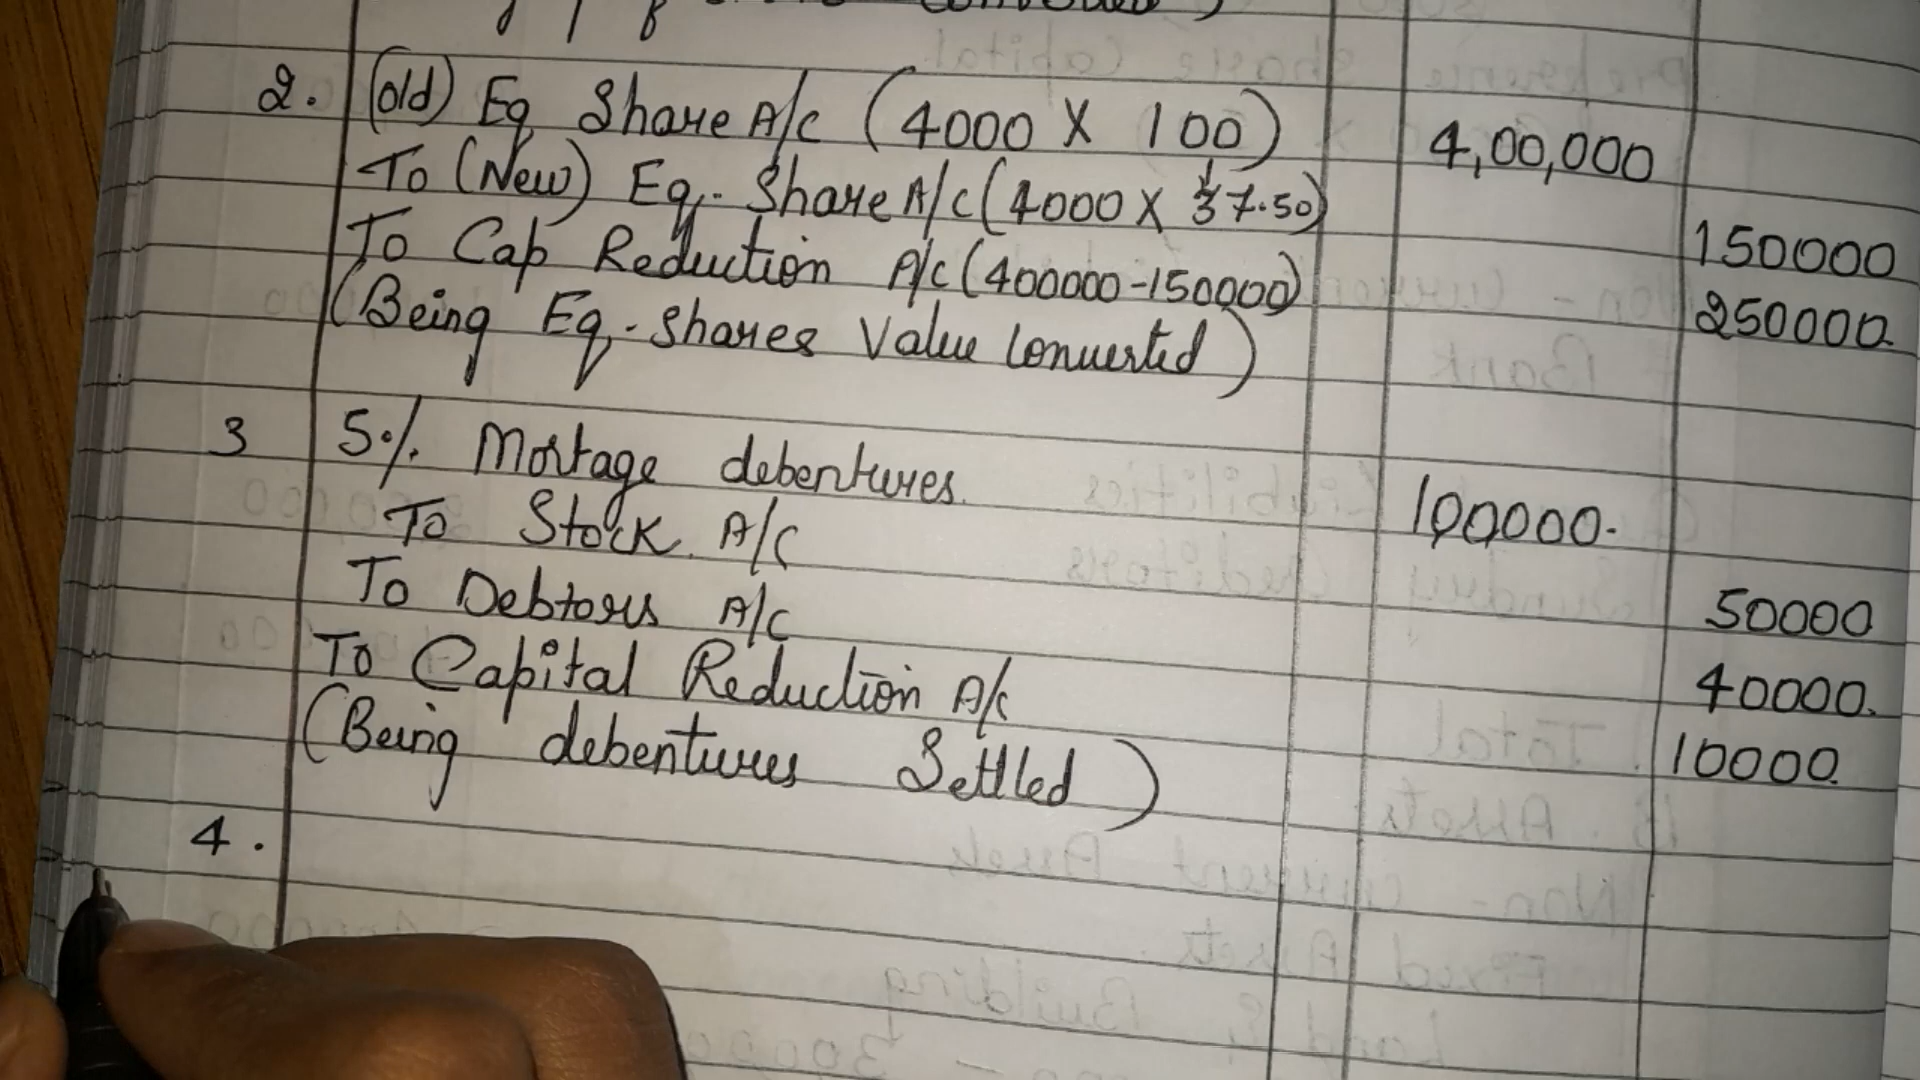 2. (old) Eq Share A/c (4000 X 100) 4,00,000
To (New) Eq. Share A/c (4000 X 37.50) 150000
To Cap Reduction A/c (400000-150000) 250000
(Being Eq. Shares Value Converted)
3 5% Mortage debentures. 100000.
To Stock A/c 50000
To Debtors A/c 40000.
To Capital Reduction A/c 10000.
(Being debentures Settled)
4.